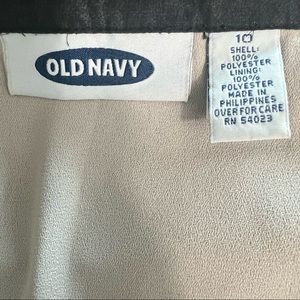 OLD NAVY
10
SHELL:
100%
POLYESTER
LINING:
100%
POLYESTER
MADE IN
PHILIPPINES
OVER FOR CARE
RN 54023